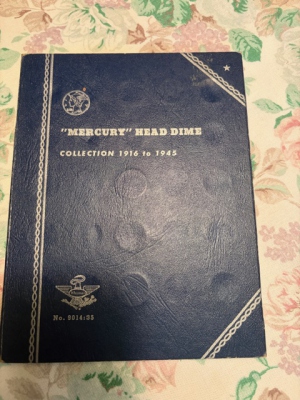 "MERCURY" HEAD DIME
COLLECTION 1916 to 1945
No. 9014:35